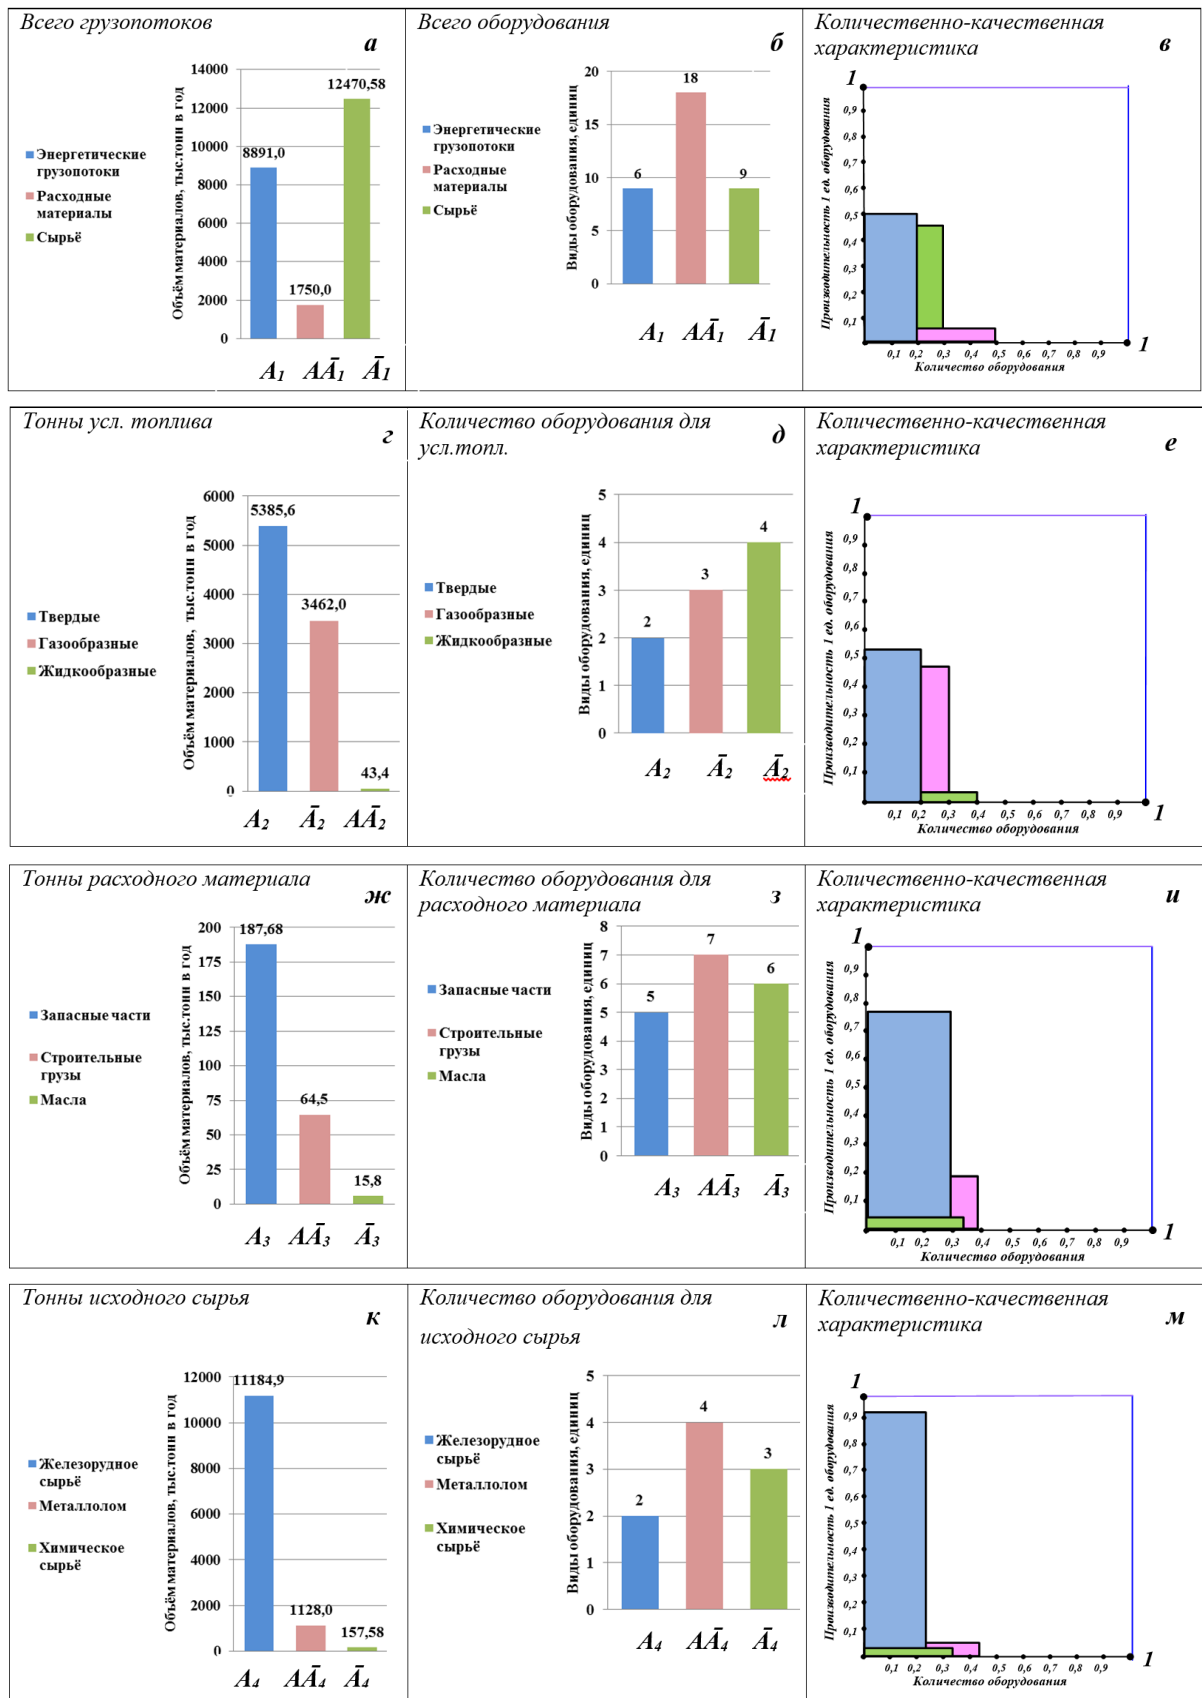 Всего грузопотоков
а
Объём материалов, тыс.тонн в год
14000
12000
10000
8000
6000
4000
2000
0
8891,0
1750,0
12470,58
Энергетические
грузопотоки
Расходные
материалы
Сырьё
A₁
AĀ₁
Ā₁
Всего оборудования
б
Виды оборудования, единиц
20
15
10
5
0
6
18
9
Энергетические
грузопотоки
Расходные
материалы
Сырьё
A₁
AĀ₁
Ā₁
Количественно-качественная
характеристика
в
1
Производительность 1 ед. оборудования
0,9
0,8
0,7
0,6
0,5
0,4
0,3
0,2
0,1
0,1 0,2 0,3 0,4 0,5 0,6 0,7 0,8 0,9
1
Количество оборудования
Тонны усл. топлива
г
Объём материалов, тыс.тонн в год
6000
5000
4000
3000
2000
1000
0
5385,6
3462,0
43,4
Твердые
Газообразные
Жидкообразные
A₂
Ā₂
AĀ₂
Количество оборудования для
усл.топл.
д
Виды оборудования, единиц
5
4
3
2
1
0
2
3
4
Твердые
Газообразные
Жидкообразные
A₂
Ā₂
Ā₂
Количественно-качественная
характеристика
е
1
Производительность 1 ед. оборудования
0,9
0,8
0,7
0,6
0,5
0,4
0,3
0,2
0,1
0,1 0,2 0,3 0,4 0,5 0,6 0,7 0,8 0,9
1
Количество оборудования
Тонны расходного материала
ж
Объём материалов, тыс.тонн в год
200
175
150
125
100
75
50
25
0
187,68
64,5
15,8
Запасные части
Строительные
грузы
Масла
A₃
AĀ₃
Ā₃
Количество оборудования для
расходного материала
з
Виды оборудования, единиц
8
7
6
5
4
3
2
1
0
5
7
6
Запасные части
Строительные
грузы
Масла
A₃
AĀ₃
Ā₃
Количественно-качественная
характеристика
и
1
Производительность 1 ед. оборудования
0,9
0,8
0,7
0,6
0,5
0,4
0,3
0,2
0,1
0,1 0,2 0,3 0,4 0,5 0,6 0,7 0,8 0,9
1
Количество оборудования
Тонны исходного сырья
к
Объём материалов, тыс.тонн в год
12000
10000
8000
6000
4000
2000
0
11184,9
1128,0
157,58
Железорудное
сырьё
Металлолом
Химическое
сырьё
A₄
AĀ₄
Ā₄
Количество оборудования для
исходного сырья
л
Виды оборудования, единиц
5
4
3
2
1
0
2
4
3
Железорудное
сырьё
Металлолом
Химическое
сырьё
A₄
AĀ₄
Ā₄
Количественно-качественная
характеристика
м
1
Производительность 1 ед. оборудования
0,9
0,8
0,7
0,6
0,5
0,4
0,3
0,2
0,1
0,1 0,2 0,3 0,4 0,5 0,6 0,7 0,8 0,9
1
Количество оборудования